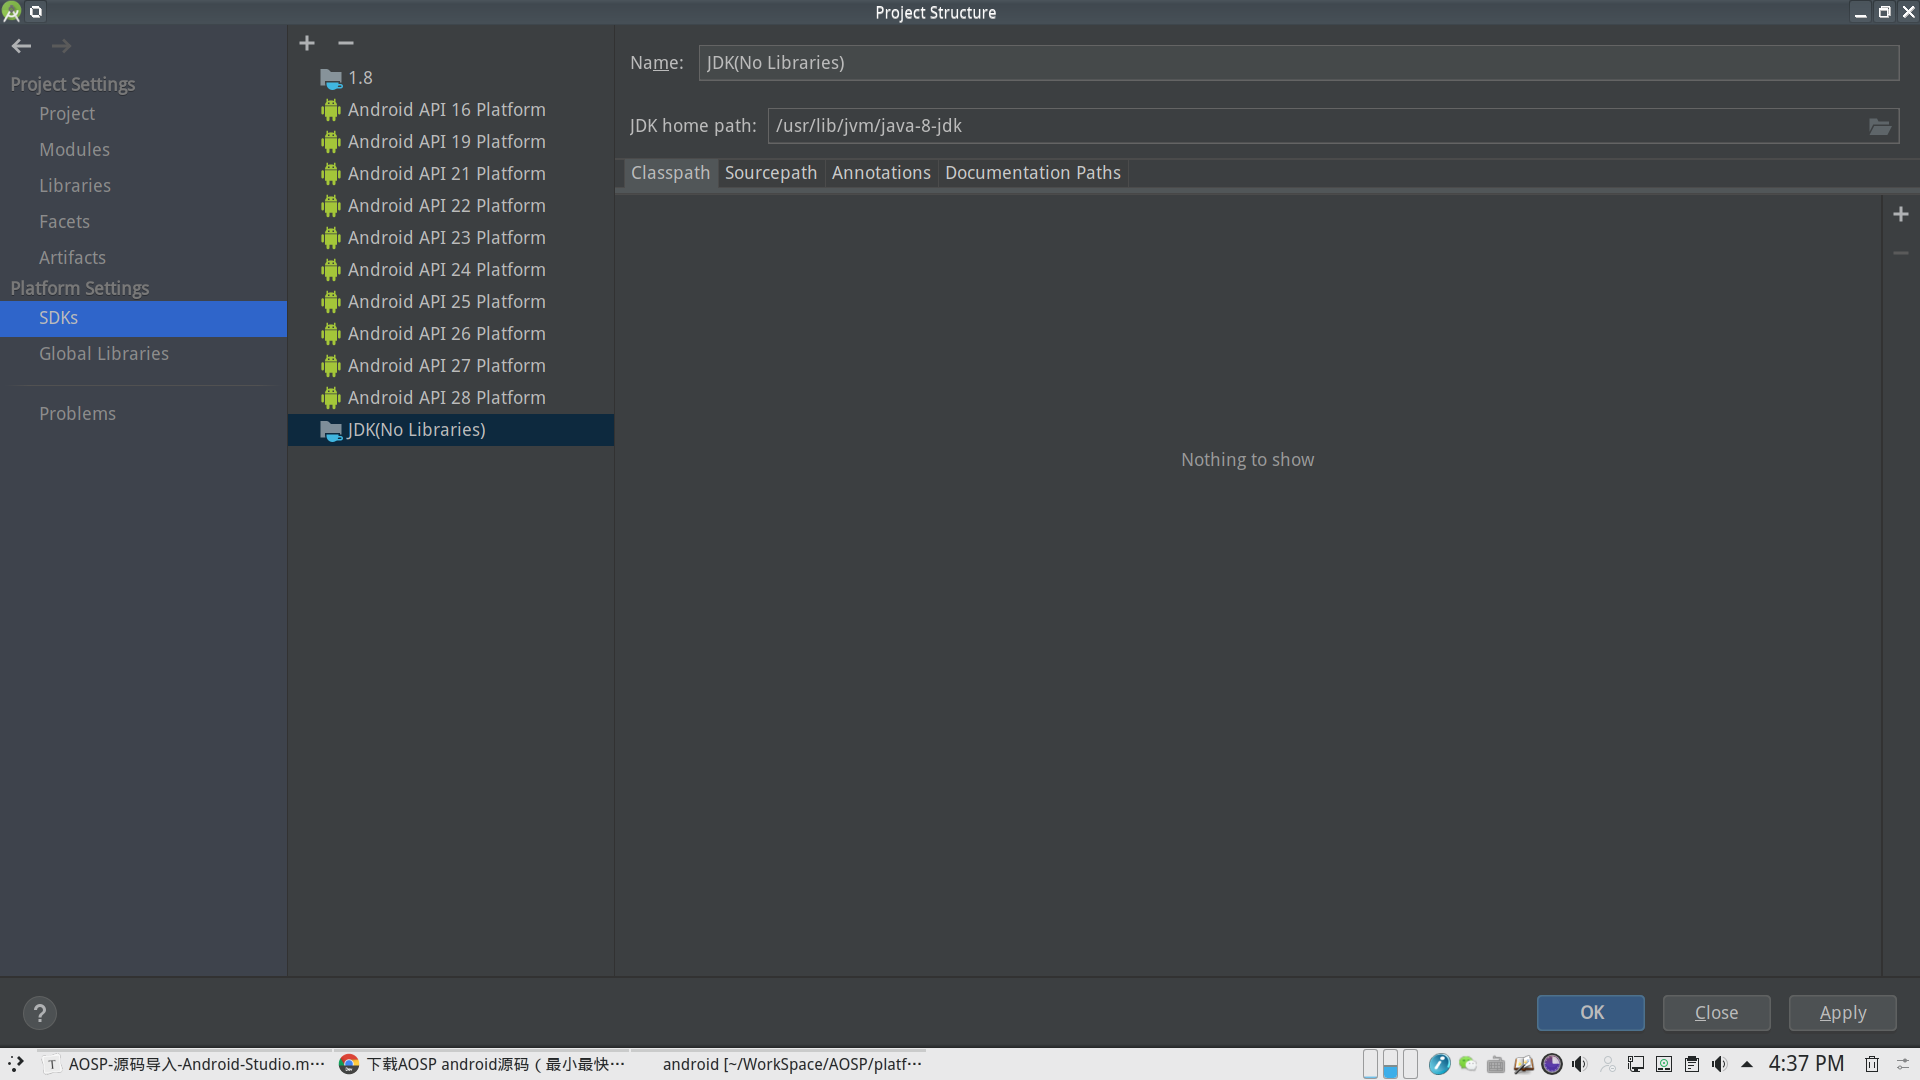 Project Structure
Project Settings
Project
Modules
Libraries
Facets
Artifacts
Platform Settings
SDKs
Global Libraries
Problems
1.8
Android API 16 Platform
Android API 19 Platform
Android API 21 Platform
Android API 22 Platform
Android API 23 Platform
Android API 24 Platform
Android API 25 Platform
Android API 26 Platform
Android API 27 Platform
Android API 28 Platform
JDK(No Libraries)
Name: JDK(No Libraries)
JDK home path: /usr/lib/jvm/java-8-jdk
Classpath Sourcepath Annotations Documentation Paths
Nothing to show
? OK Close Apply
T AOSP-源码导入-Android-Studio.m··· 下载AOSP android源码（最小最快··· android [~/WorkSpace/AOSP/platf··· 4:37 PM